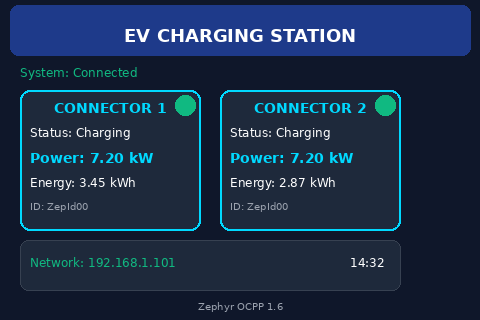 EV CHARGING STATION
System: Connected
CONNECTOR 1
Status: Charging
Power: 7.20 kW
Energy: 3.45 kWh
ID: ZepId00
CONNECTOR 2
Status: Charging
Power: 7.20 kW
Energy: 2.87 kWh
ID: ZepId00
Network: 192.168.1.101
14:32
Zephyr OCPP 1.6